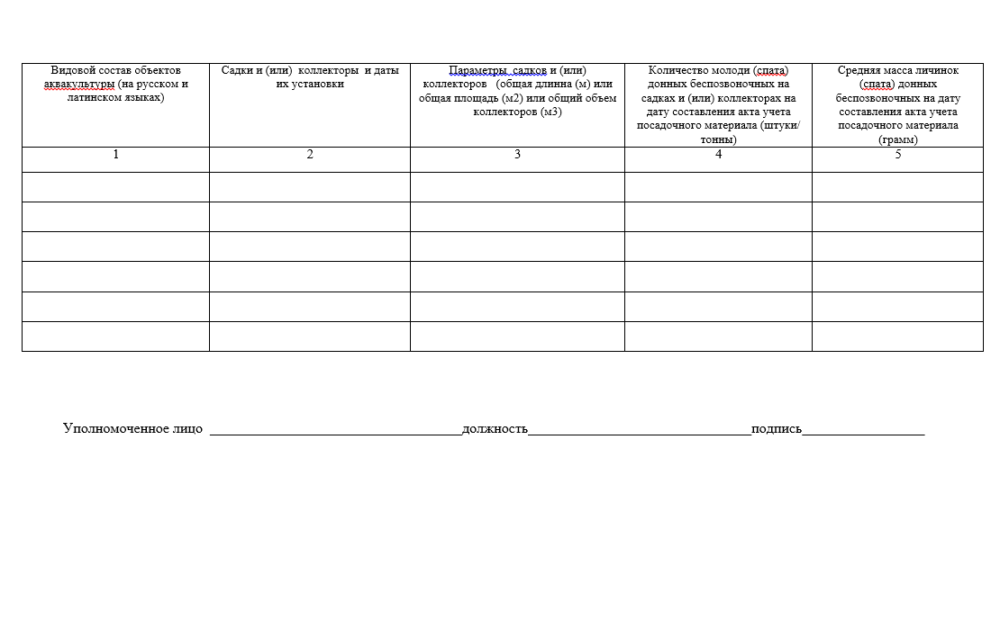 Видовой состав объектов
аквакультуры (на русском и
латинском языках)
Садки и (или) коллекторы и даты
их установки
Параметры садков и (или)
коллекторов (общая длинна (м) или
общая площадь (м2) или общий объем
коллекторов (м3)
Количество молоди (спата)
донных беспозвоночных на
садках и (или) коллекторах на
дату составления акта учета
посадочного материала (штуки/
тонны)
Средняя масса личинок
(спата) донных
беспозвоночных на дату
составления акта учета
посадочного материала
(грамм)
1 2 3 4 5
Уполномоченное лицо ____________________________________должность________________________________подпись_________________